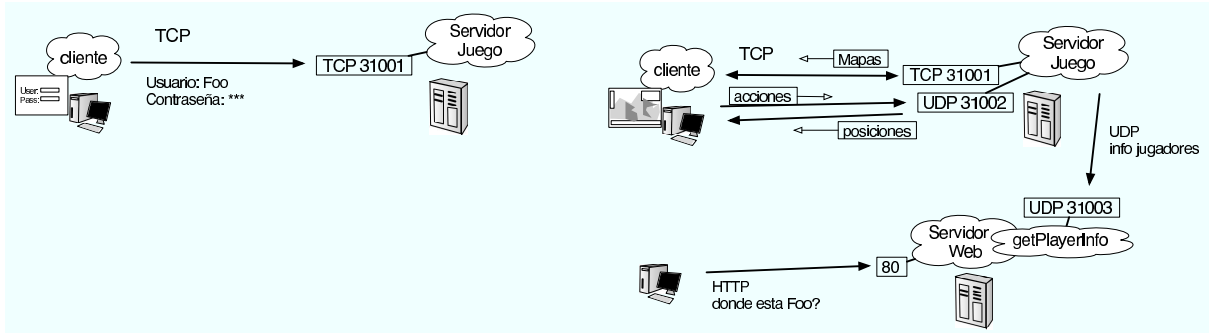 TCP
Servidor
Juego
cliente
TCP 31001
User:
Pass:
Usuario: Foo
Contraseña: ***
TCP
Mapas
Servidor
Juego
cliente
TCP 31001
acciones
UDP 31002
posiciones
UDP
info jugadores
UDP 31003
Servidor
Web
getPlayerInfo
80
HTTP
donde esta Foo?